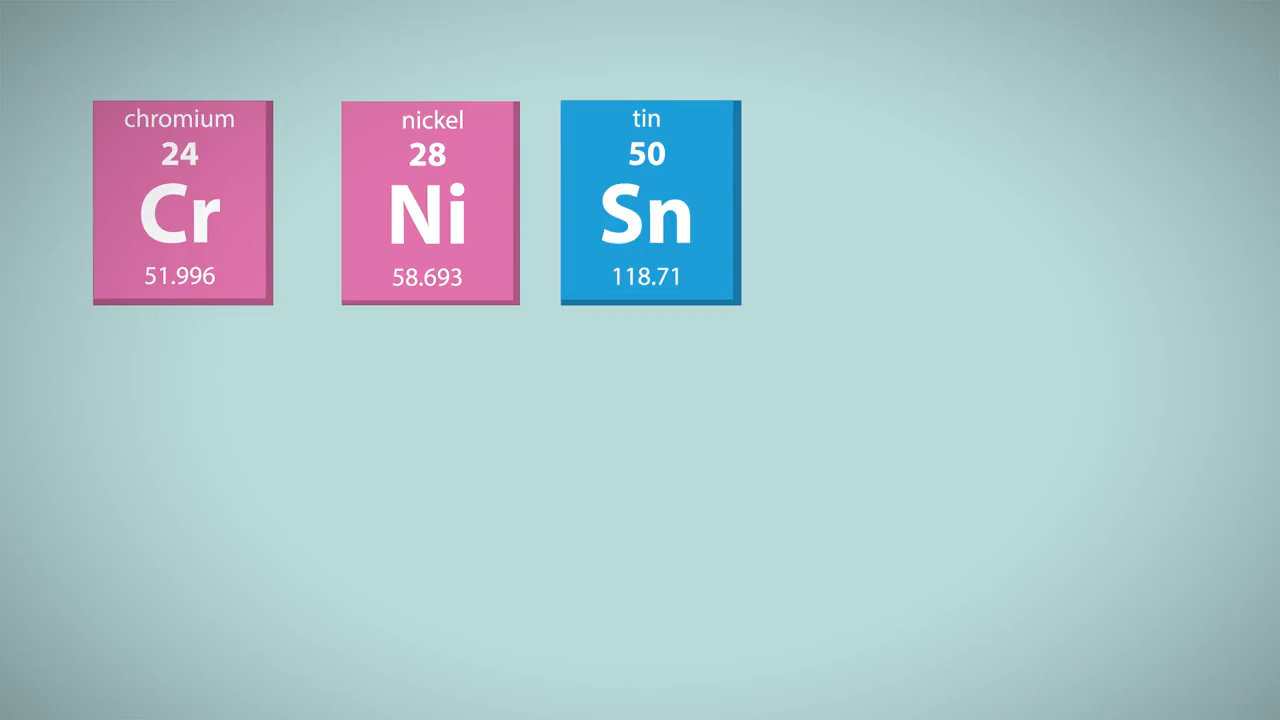 chromium
24
Cr
51.996
nickel
28
Ni
58.693
tin
50
Sn
118.71